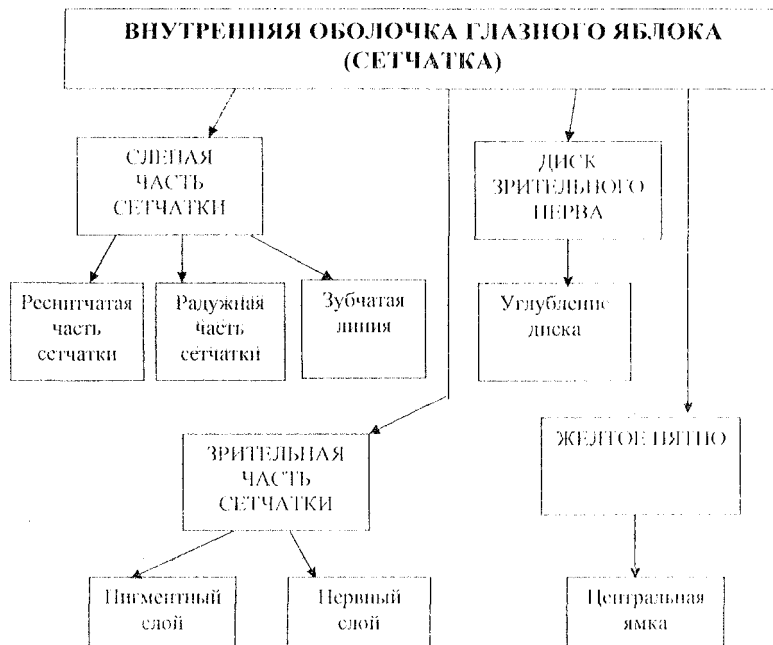 ВНУТРЕННЯЯ ОБОЛОЧКА ГЛАЗНОГО ЯБЛОКА
(СЕТЧАТКА)
СЛЕПАЯ
ЧАСТЬ
СЕТЧАТКИ
ДИСК
ЗРИТЕЛЬНОГО
НЕРВА
Реснитчатая
часть
сетчатки
Радужная
часть
сетчатки
Зубчатая
линия
Углубление
диска
ЗРИТЕЛЬНАЯ
ЧАСТЬ
СЕТЧАТКИ
ЖЕЛТОЕ ПЯТНО
Пигментный
слой
Нервный
слой
Центральная
ямка